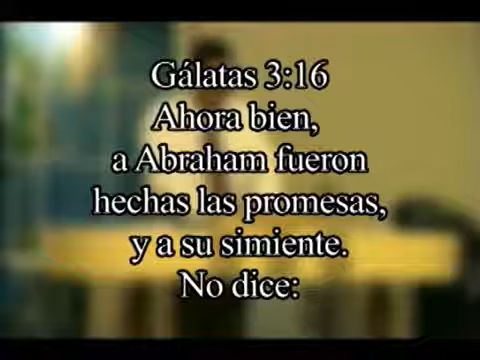 Gálatas 3:16
Ahora bien,
a Abraham fueron
hechas las promesas,
y a su simiente.
No dice: